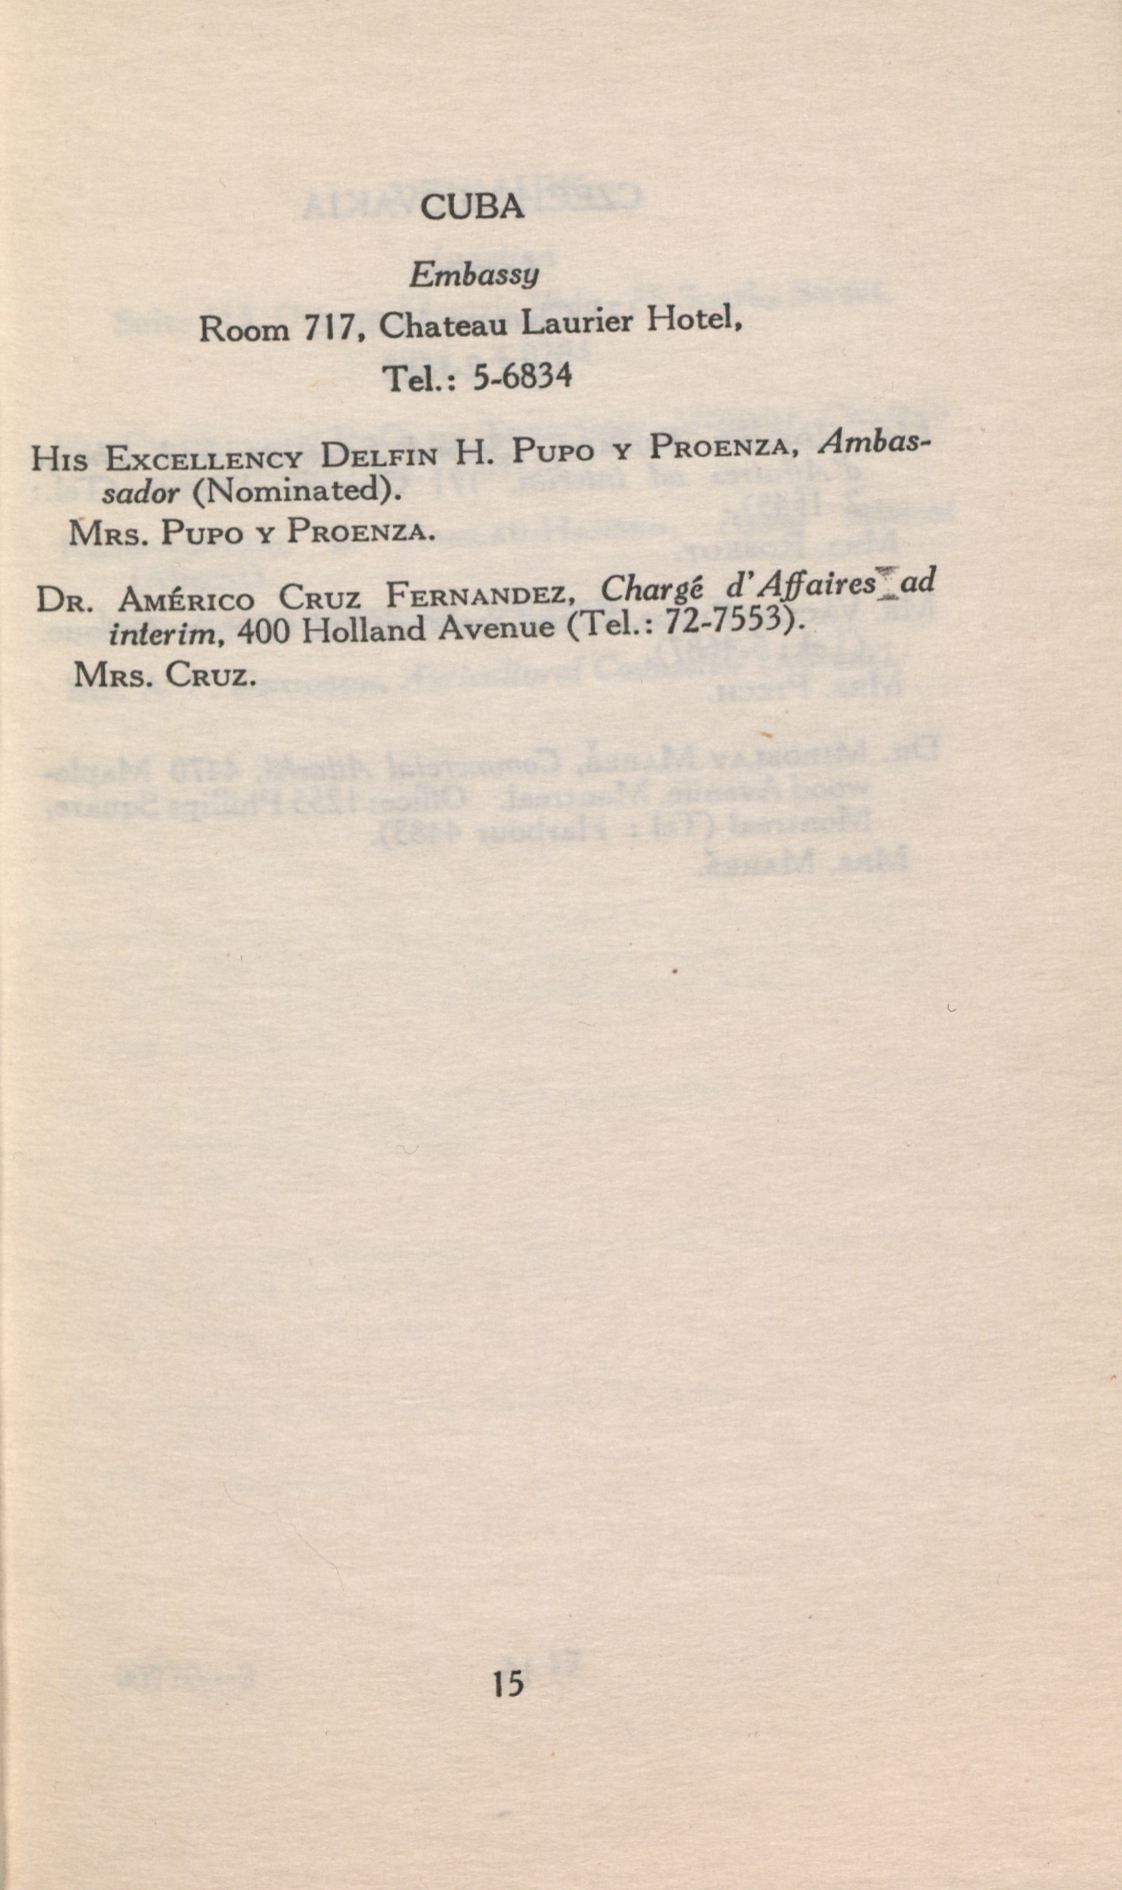 CUBA
Embassy
Room 717, Chateau Laurier Hotel,
Tel.: 5-6834
His Excellency Delfin H. Pupo y Proenza, Ambas-
sador (Nominated).
Mrs. Pupo y Proenza.
Dr. Américo Cruz Fernandez, Chargé d'Affaires ad
interim, 400 Holland Avenue (Tel.: 72-7553).
Mrs. Cruz.
15